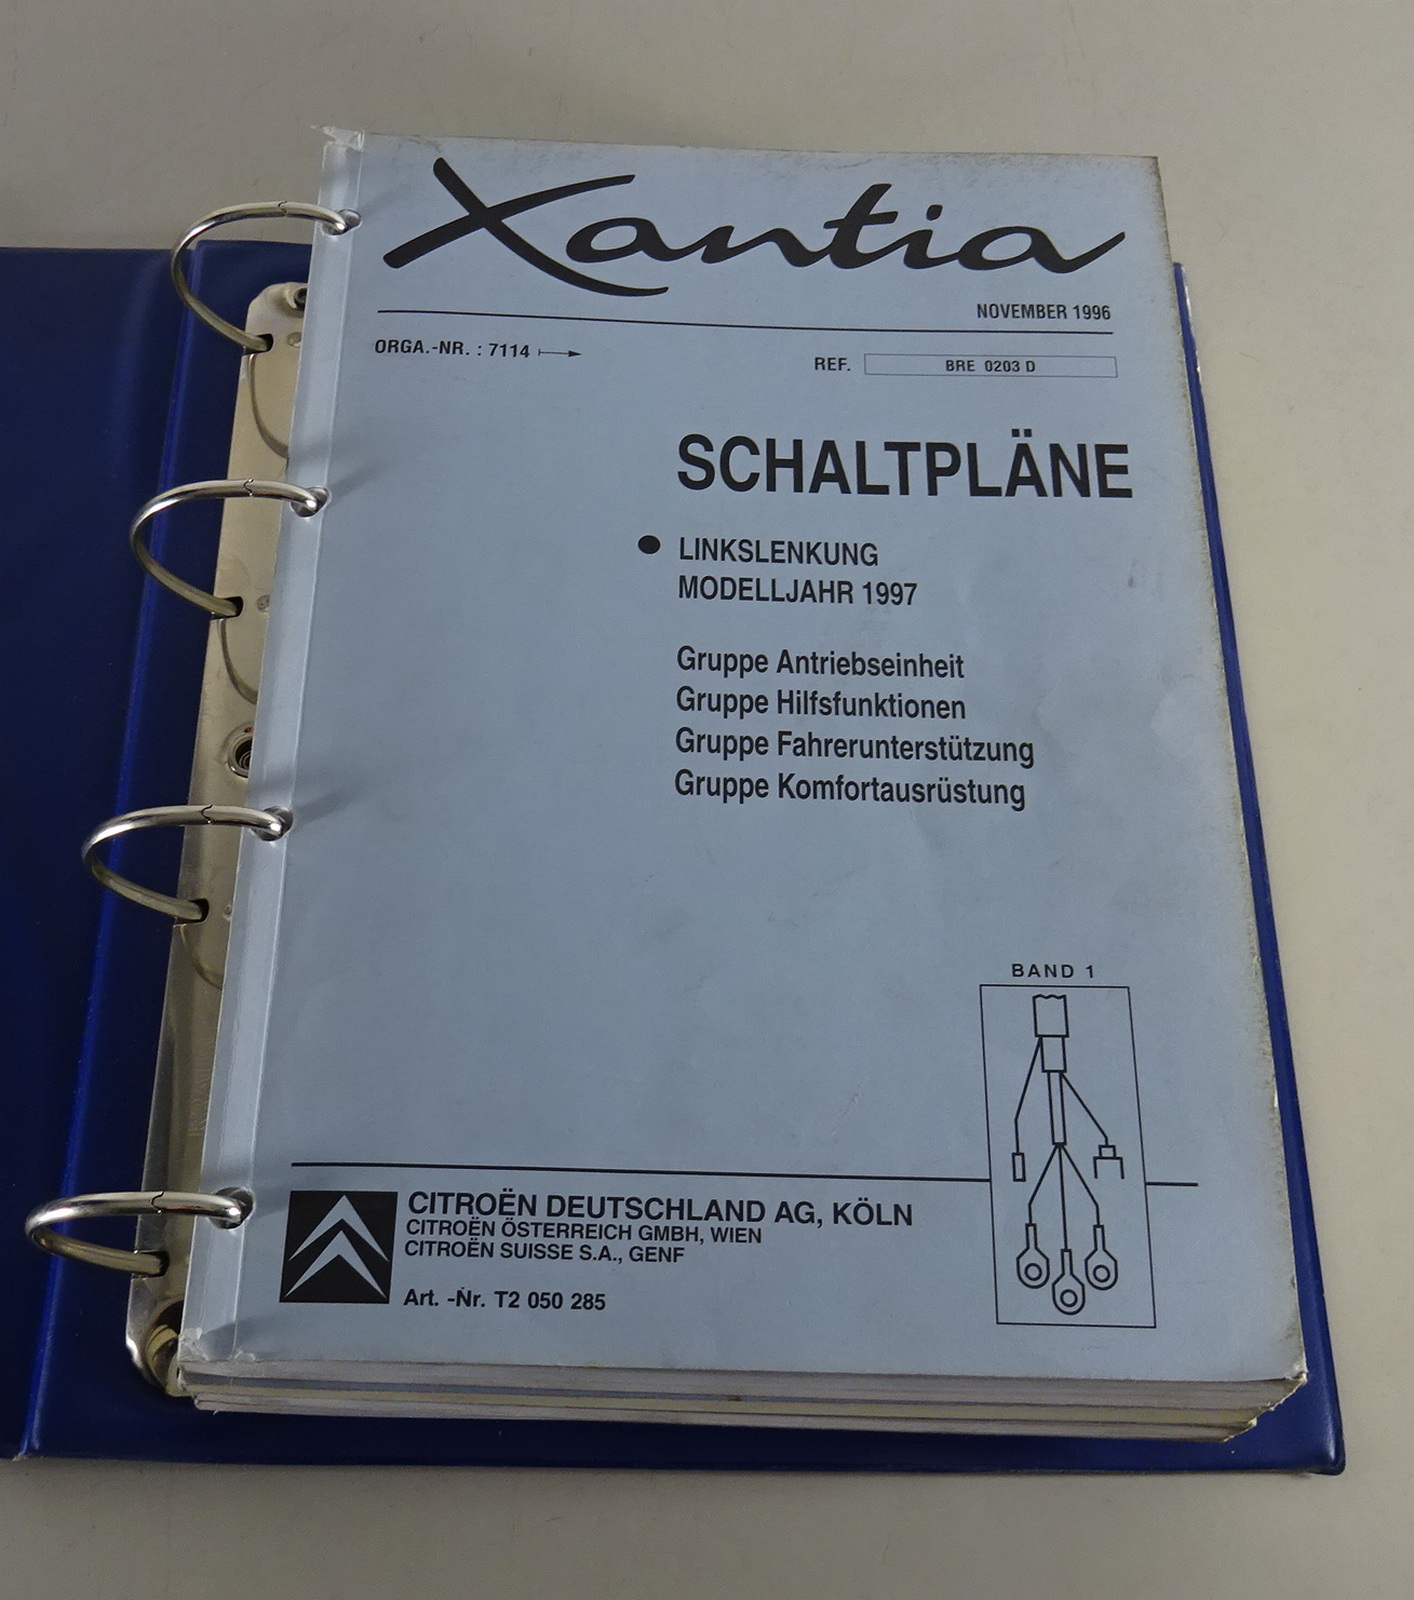 Xantia
NOVEMBER 1996
ORGA.-NR. : 7114
REF. BRE 0203 D
SCHALTPLÄNE
● LINKSLENKUNG
MODELLJAHR 1997
Gruppe Antriebseinheit
Gruppe Hilfsfunktionen
Gruppe Fahrerunterstützung
Gruppe Komfortausrüstung
BAND 1
CITROËN DEUTSCHLAND AG, KÖLN
CITROËN ÖSTERREICH GMBH, WIEN
CITROËN SUISSE S.A., GENF
Art. -Nr. T2 050 285